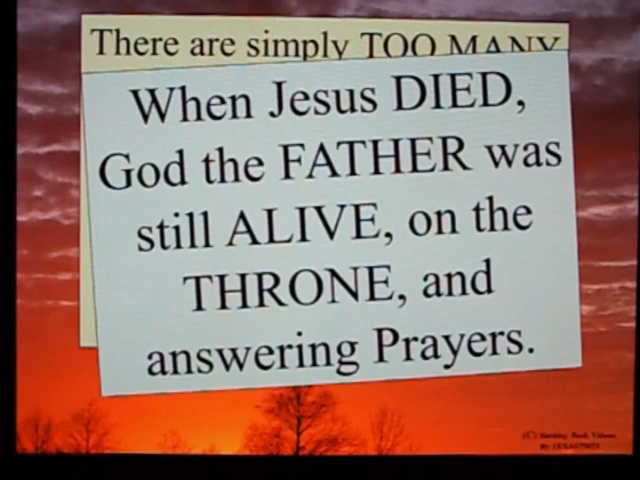 There are simply TOO MANY
When Jesus DIED,
God the FATHER was
still ALIVE, on the
THRONE, and
answering Prayers.
(C)